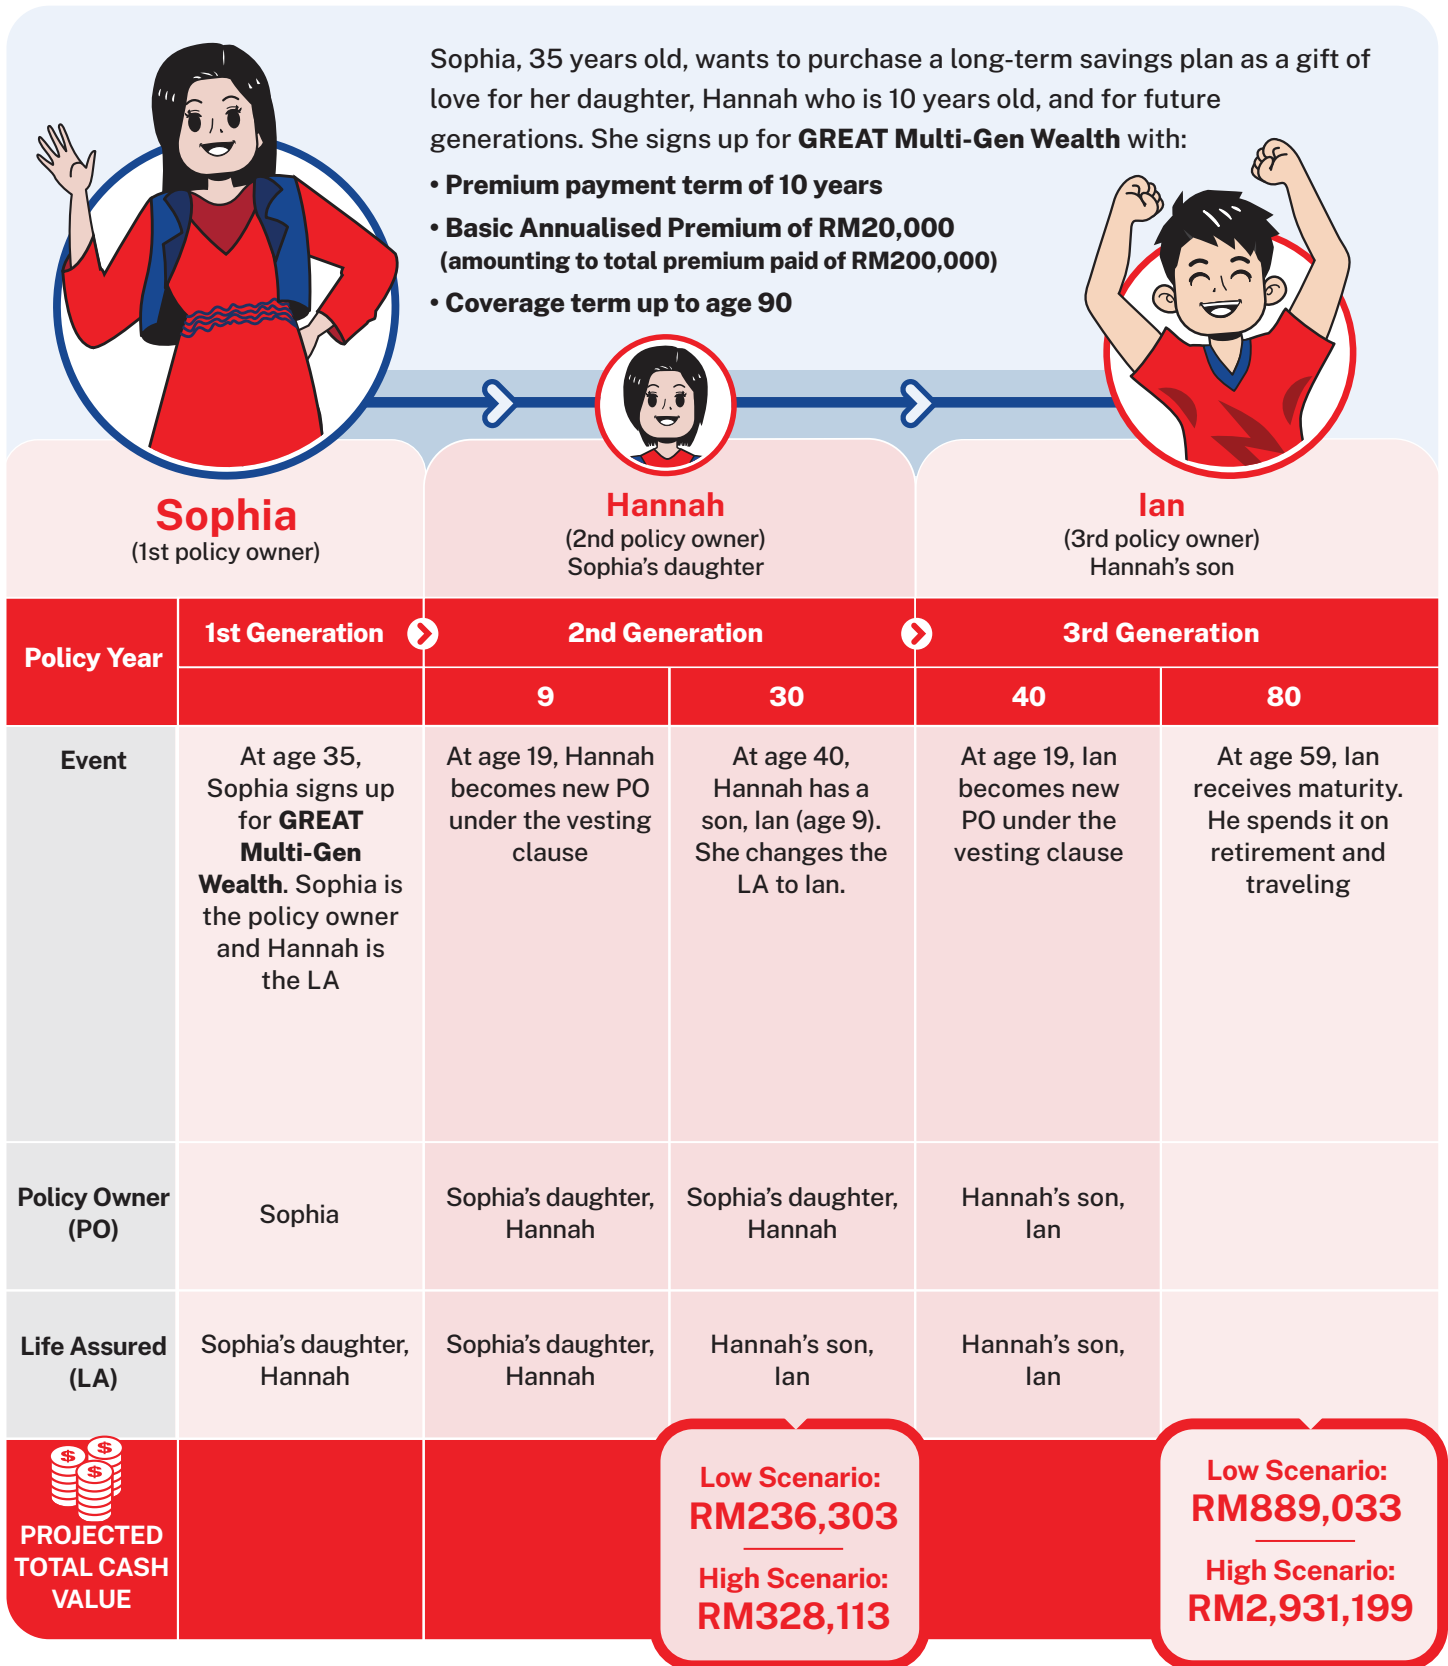 Sophia, 35 years old, wants to purchase a long-term savings plan as a gift of
love for her daughter, Hannah who is 10 years old, and for future
generations. She signs up for GREAT Multi-Gen Wealth with:
• Premium payment term of 10 years
• Basic Annualised Premium of RM20,000
(amounting to total premium paid of RM200,000)
• Coverage term up to age 90
Sophia
(1st policy owner)
Hannah
(2nd policy owner)
Sophia's daughter
Ian
(3rd policy owner)
Hannah's son
Policy Year
1st Generation
2nd Generation
3rd Generation
9
30
40
80
Event
At age 35,
Sophia signs up
for GREAT
Multi-Gen
Wealth. Sophia is
the policy owner
and Hannah is
the LA
At age 19, Hannah
becomes new PO
under the vesting
clause
At age 40,
Hannah has a
son, Ian (age 9).
She changes the
LA to Ian.
At age 19, Ian
becomes new
PO under the
vesting clause
At age 59, Ian
receives maturity.
He spends it on
retirement and
traveling
Policy Owner
(PO)
Sophia
Sophia's daughter,
Hannah
Sophia's daughter,
Hannah
Hannah's son,
Ian
Life Assured
(LA)
Sophia's daughter,
Hannah
Sophia's daughter,
Hannah
Hannah's son,
Ian
Hannah's son,
Ian
$
$
$
PROJECTED
TOTAL CASH
VALUE
Low Scenario:
RM236,303
High Scenario:
RM328,113
Low Scenario:
RM889,033
High Scenario:
RM2,931,199